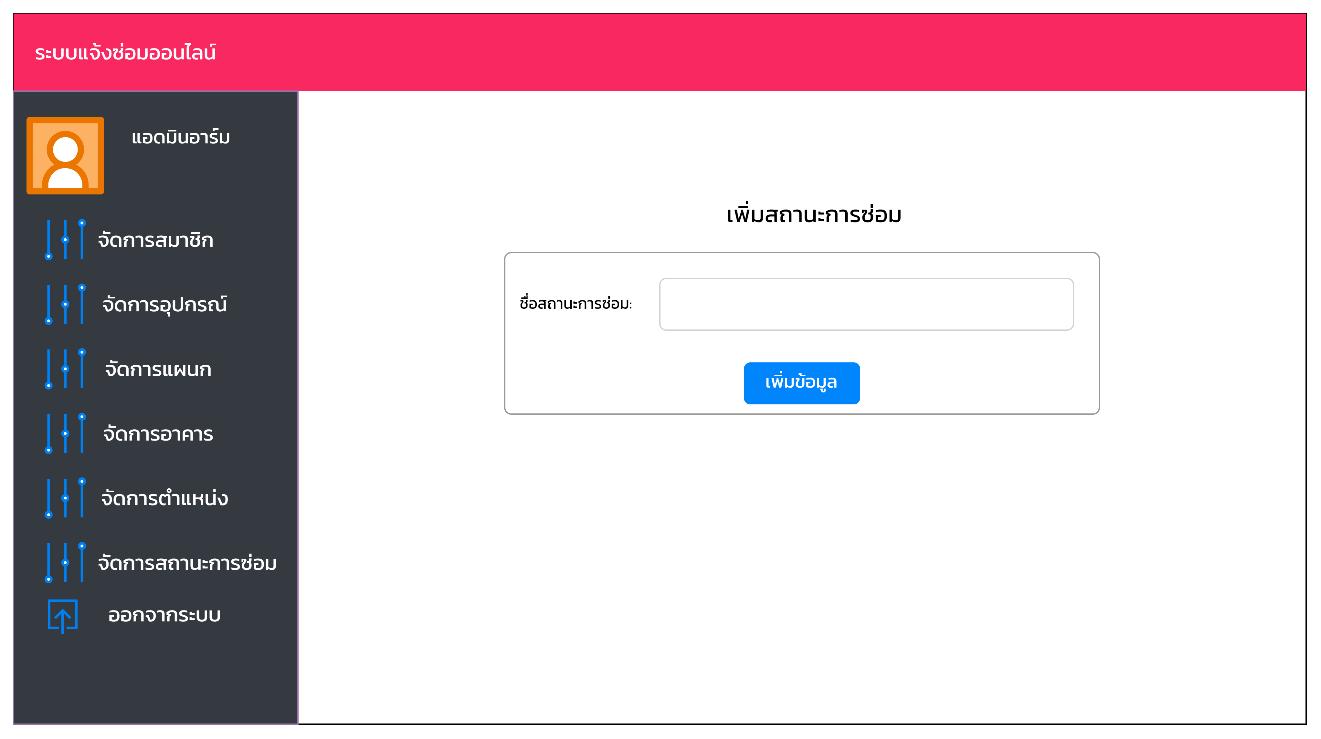 ระบบแจ้งซ่อมออนไลน์
แอดมินอาร์ม
จัดการสมาชิก
จัดการอุปกรณ์
จัดการแผนก
จัดการอาคาร
จัดการตำแหน่ง
จัดการสถานะการซ่อม
ออกจากระบบ
เพิ่มสถานะการซ่อม
ชื่อสถานะการซ่อม:
เพิ่มข้อมูล